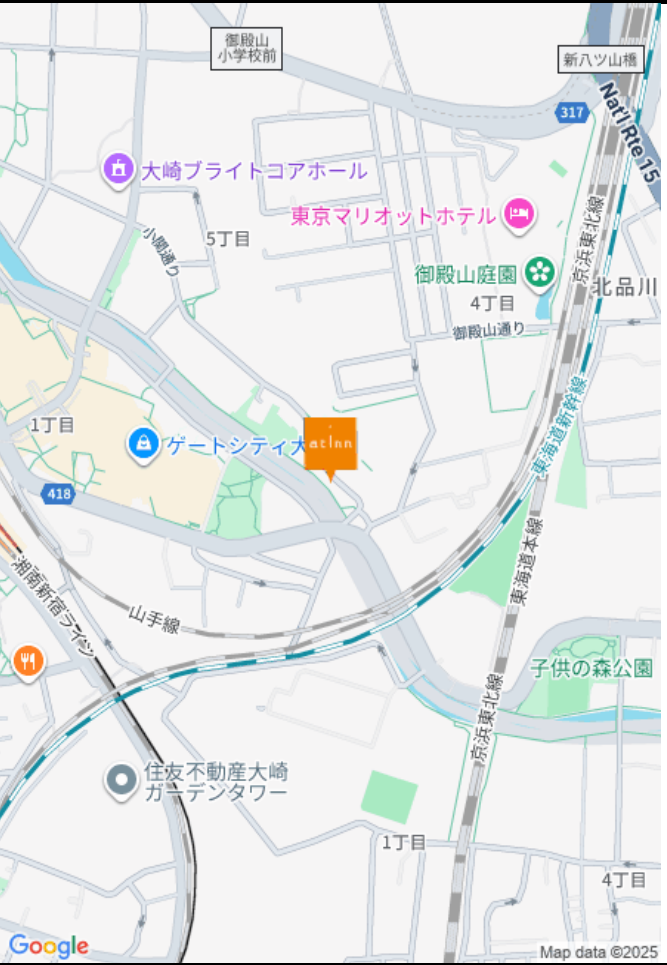 御殿山
小学校前
新八ツ山橋
317
Nat'l Rte 15
大崎ブライトコアホール
東京マリオットホテル
京浜東北線
小関通り
5丁目
御殿山庭園
北品川
4丁目
御殿山通り
東海道新幹線
1丁目
ゲートシティ大
at inn
418
東海道本線
湘南新宿ライン
山手線
子供の森公園
京浜東北線
住友不動産大崎
ガーデンタワー
1丁目
4丁目
Google
Map data ©2025